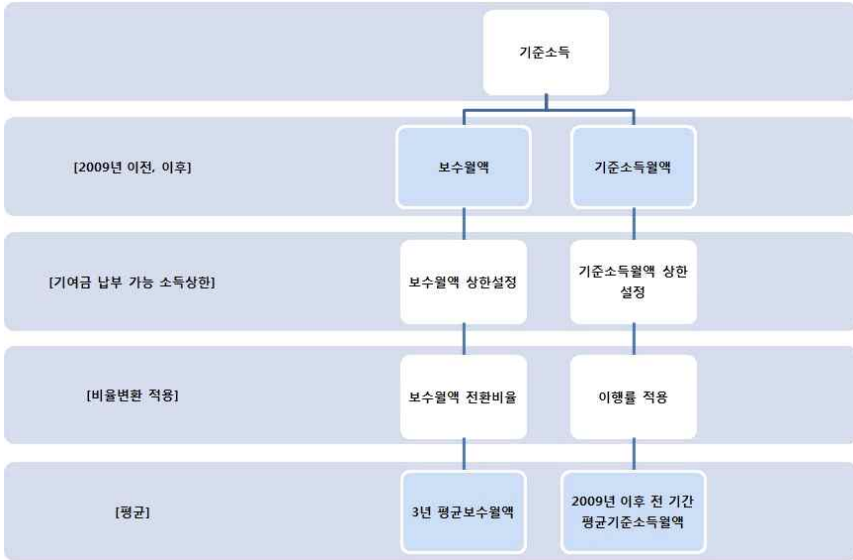 기준소득
[2009년 이전, 이후]
보수월액
기준소득월액
[기여금 납부 가능 소득상한]
보수월액 상한설정
기준소득월액 상한
설정
[비율변환 적용]
보수월액 전환비율
이행률 적용
[평균]
3년 평균보수월액
2009년 이후 전 기간
평균기준소득월액